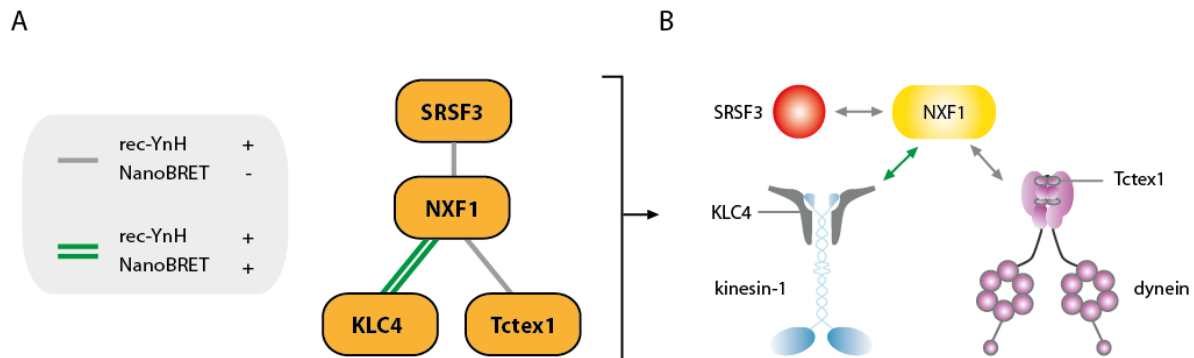 A
rec-YnH +
NanoBRET -
rec-YnH +
NanoBRET +
SRSF3
NXF1
KLC4
Tctex1
B
SRSF3
NXF1
Tctex1
KLC4
kinesin-1
dynein